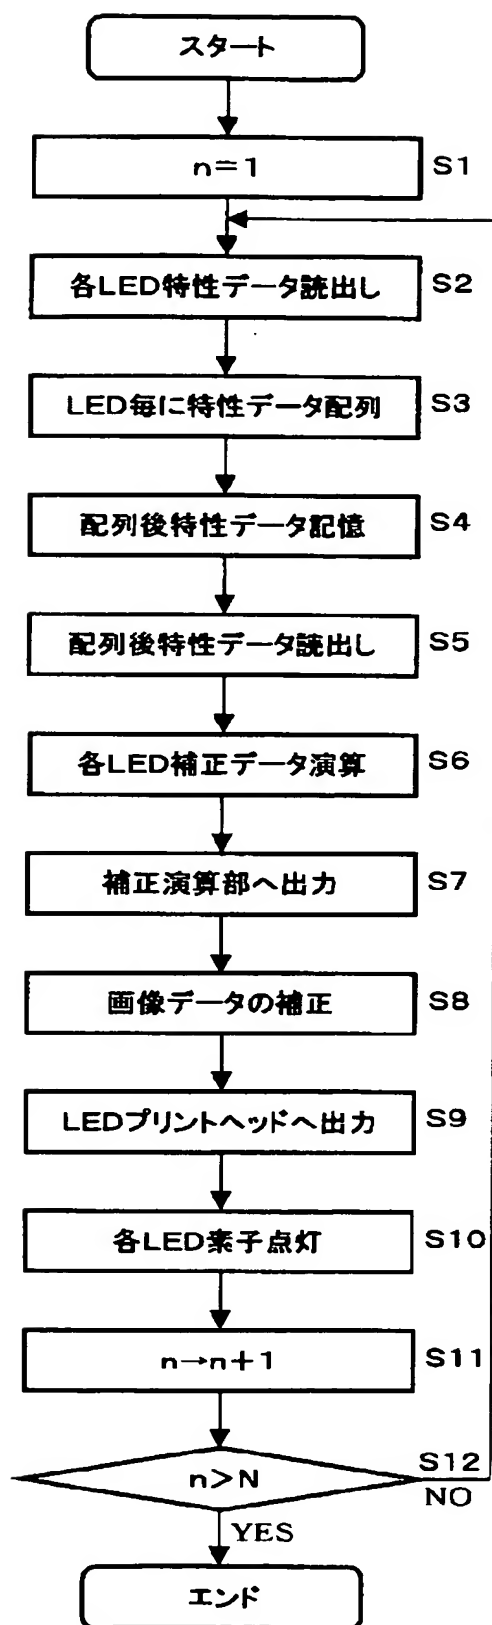 スタート
n=1 S1
各LED特性データ読出し S2
LED毎に特性データ配列 S3
配列後特性データ記憶 S4
配列後特性データ読出し S5
各LED補正データ演算 S6
補正演算部へ出力 S7
画像データの補正 S8
LEDプリントヘッドへ出力 S9
各LED素子点灯 S10
n→n+1 S11
n>N S12
NO
YES
エンド